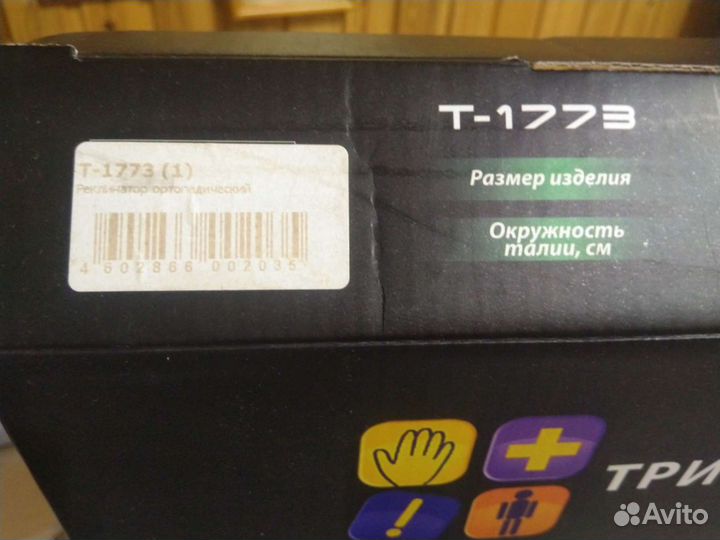 T-1773
T-1773 (1)
Реклинатор ортопедический
4 602866 002035
Размер изделия
Окружность
талии, см
ТРИ
Avito